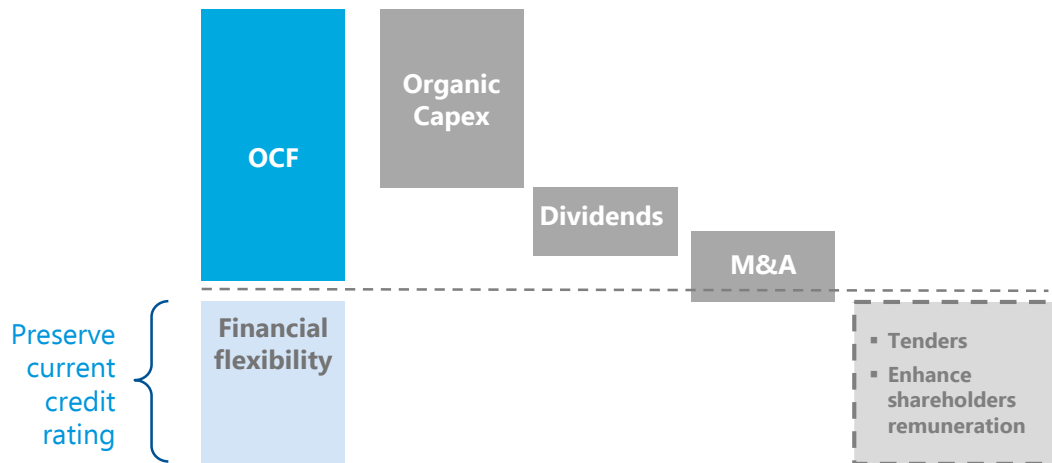 OCF
Organic
Capex
Dividends
M&A
Preserve
current
credit
rating
Financial
flexibility
▪ Tenders
▪ Enhance
shareholders
remuneration